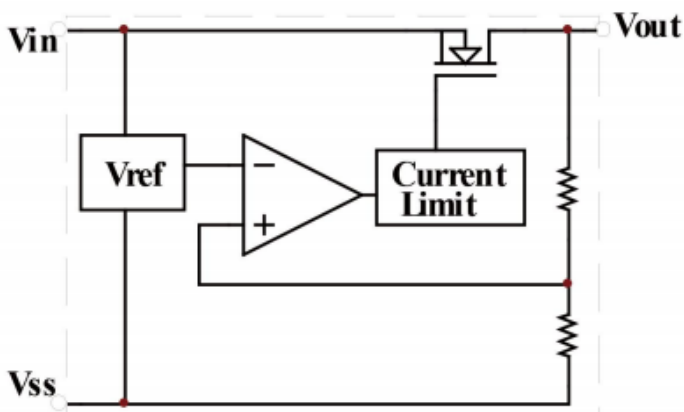 Vin
Vout
Vref
−
+
Current
Limit
Vss